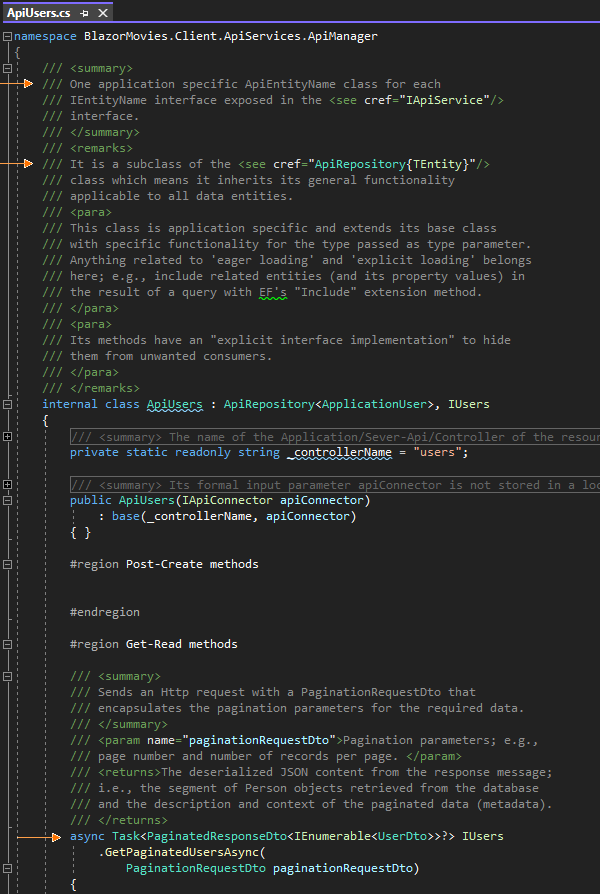 ApiUsers.cs
namespace BlazorMovies.Client.ApiServices.ApiManager
{
/// <summary>
/// One application specific ApiEntityName class for each
/// IEntityName interface exposed in the <see cref="IApiService"/>
/// interface.
/// </summary>
/// <remarks>
/// It is a subclass of the <see cref="ApiRepository{TEntity}"/>
/// class which means it inherits its general functionality
/// applicable to all data entities.
/// <para>
/// This class is application specific and extends its base class
/// with specific functionality for the type passed as type parameter.
/// Anything related to 'eager loading' and 'explicit loading' belongs
/// here; e.g., include related entities (and its property values) in
/// the result of a query with EF's "Include" extension method.
/// </para>
/// <para>
/// Its methods have an "explicit interface implementation" to hide
/// them from unwanted consumers.
/// </para>
/// </remarks>
internal class ApiUsers : ApiRepository<ApplicationUser>, IUsers
{
/// <summary> The name of the Application/Sever-Api/Controller of the resour
private static readonly string _controllerName = "users";
/// <summary> Its formal input parameter apiConnector is not stored in a loc
public ApiUsers(IApiConnector apiConnector)
: base(_controllerName, apiConnector)
{ }
#region Post-Create methods
#endregion
#region Get-Read methods
/// <summary>
/// Sends an Http request with a PaginationRequestDto that
/// encapsulates the pagination parameters for the required data.
/// </summary>
/// <param name="paginationRequestDto">Pagination parameters; e.g.,
/// page number and number of records per page. </param>
/// <returns>The deserialized JSON content from the response message;
/// i.e., the segment of Person objects retrieved from the database
/// and the description and context of the paginated data (metadata).
/// </returns>
async Task<PaginatedResponseDto<IEnumerable<UserDto>>?> IUsers
.GetPaginatedUsersAsync(
PaginationRequestDto paginationRequestDto)
{